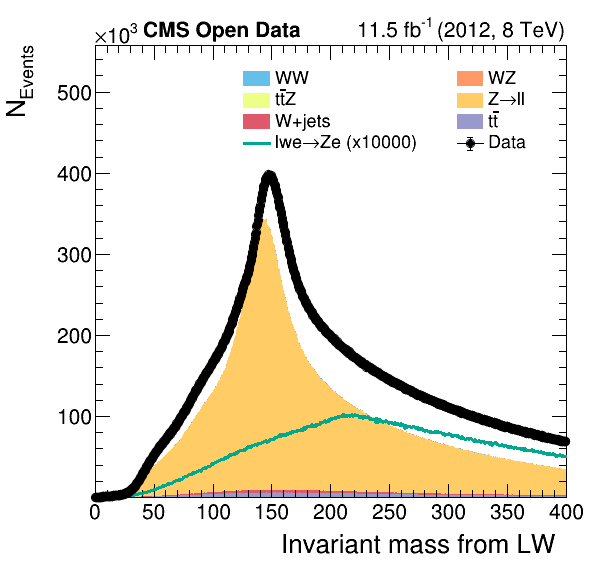 ×10³ CMS Open Data 11.5 fb⁻¹ (2012, 8 TeV)
N_Events
WW WZ
tt̄Z Z→ll
W+jets tt̄
lwe→Ze (x10000) Data
500
400
300
200
100
0
0 50 100 150 200 250 300 350 400
Invariant mass from LW